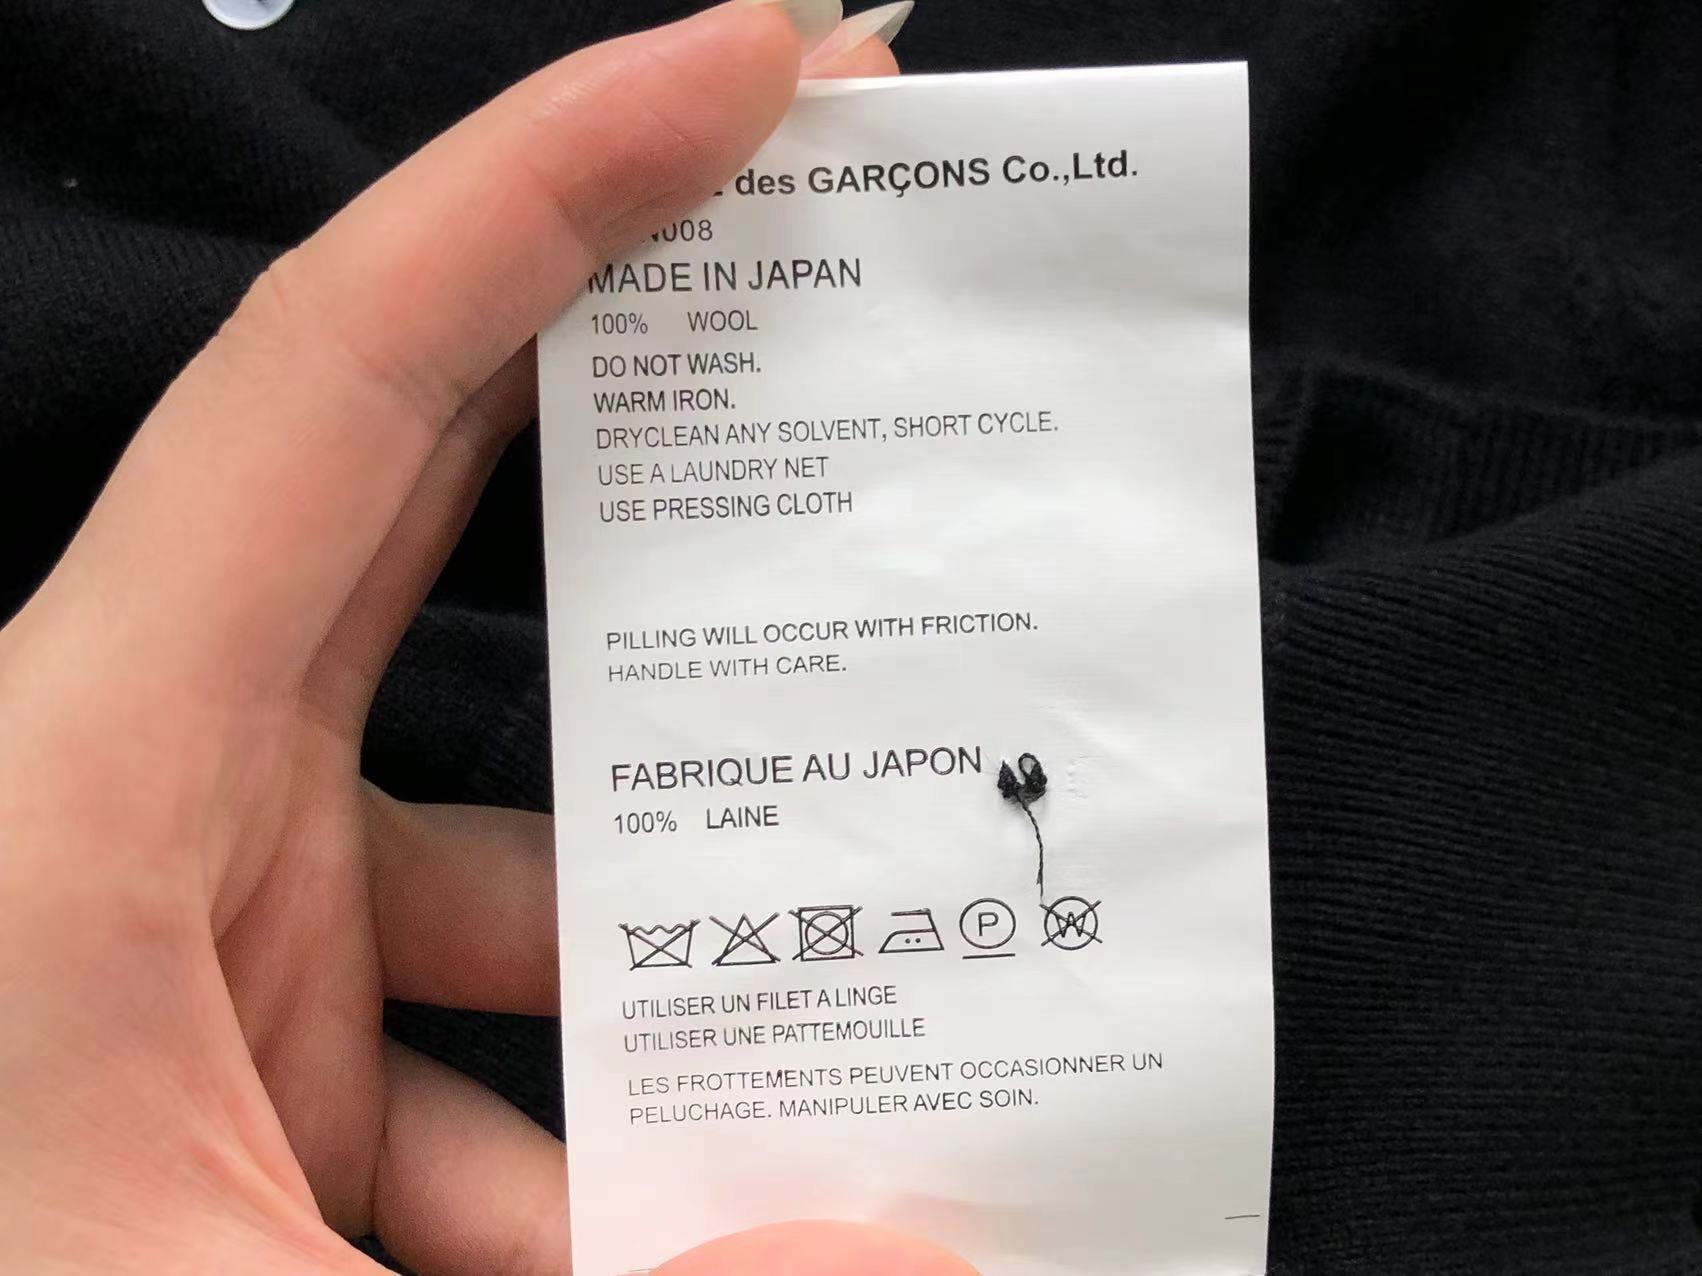 des GARÇONS Co.,Ltd.
MADE IN JAPAN
100% WOOL
DO NOT WASH.
WARM IRON.
DRYCLEAN ANY SOLVENT, SHORT CYCLE.
USE A LAUNDRY NET
USE PRESSING CLOTH
PILLING WILL OCCUR WITH FRICTION.
HANDLE WITH CARE.
FABRIQUE AU JAPON
100% LAINE
P W
UTILISER UN FILET A LINGE
UTILISER UNE PATTEMOUILLE
LES FROTTEMENTS PEUVENT OCCASIONNER UN
PELUCHAGE. MANIPULER AVEC SOIN.